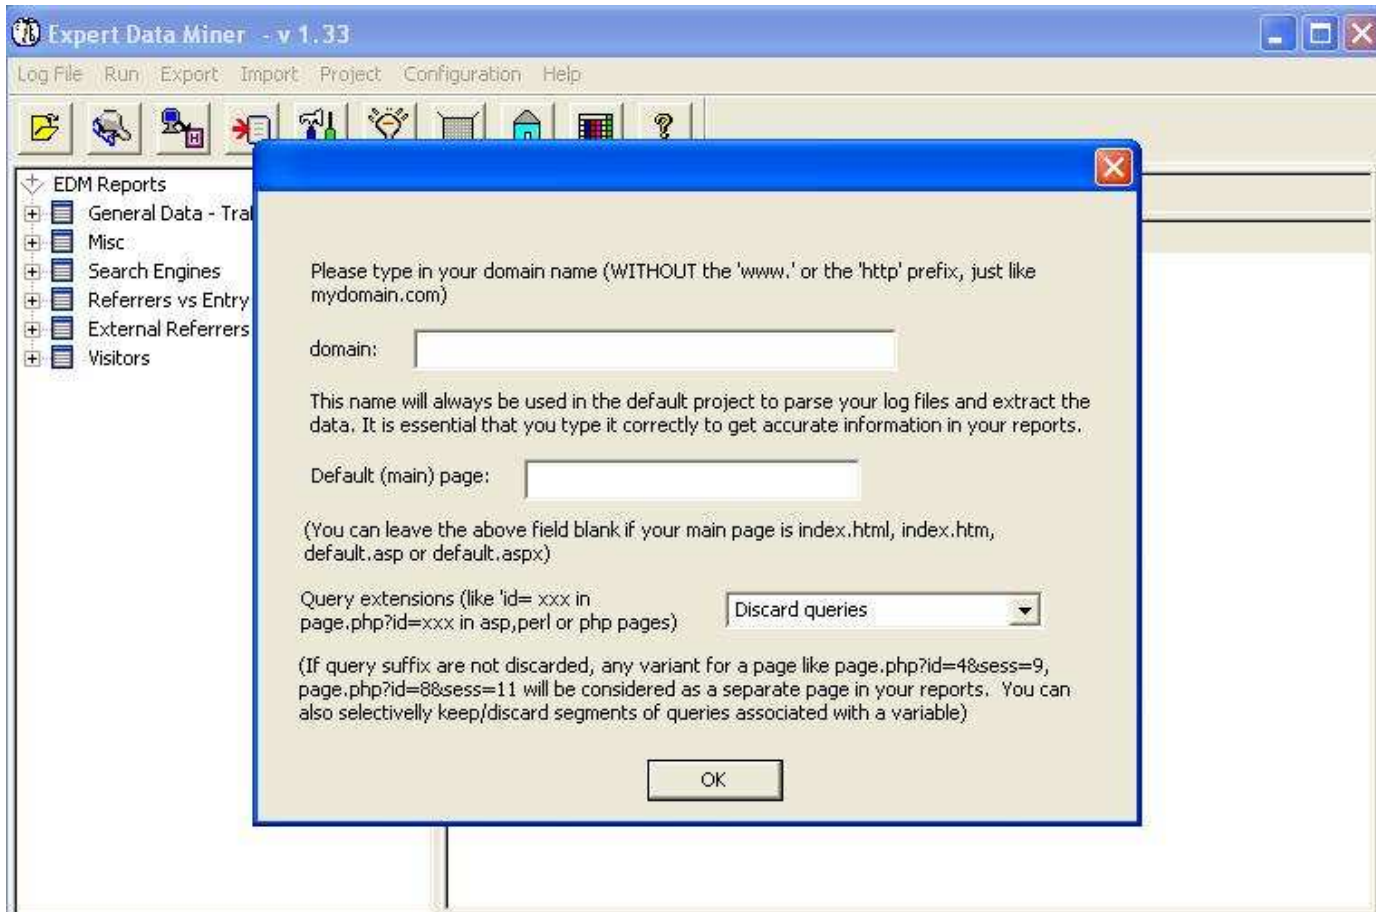 Expert Data Miner - v 1.33
Log File Run Export Import Project Configuration Help
EDM Reports
General Data - Traf
Misc
Search Engines
Referrers vs Entry
External Referrers
Visitors
Please type in your domain name (WITHOUT the 'www.' or the 'http' prefix, just like
mydomain.com)
domain:
This name will always be used in the default project to parse your log files and extract the
data. It is essential that you type it correctly to get accurate information in your reports.
Default (main) page:
(You can leave the above field blank if your main page is index.html, index.htm,
default.asp or default.aspx)
Query extensions (like 'id= xxx in
page.php?id=xxx in asp,perl or php pages)
Discard queries
(If query suffix are not discarded, any variant for a page like page.php?id=4&sess=9,
page.php?id=8&sess=11 will be considered as a separate page in your reports. You can
also selectivelly keep/discard segments of queries associated with a variable)
OK